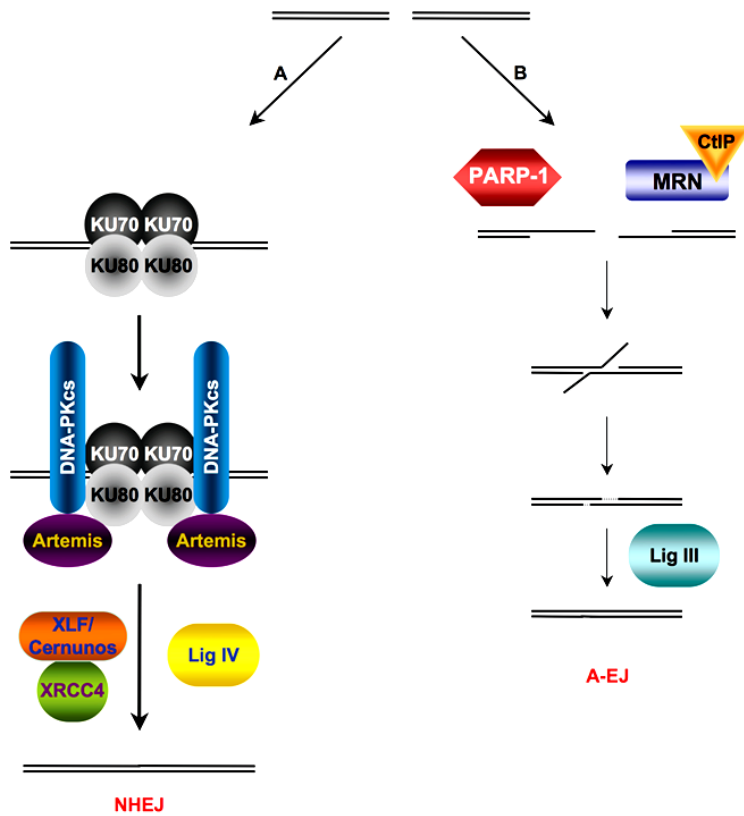 A
B
CtIP
PARP-1
MRN
KU70 KU70
KU80 KU80
DNA-PKcs
DNA-PKcs
KU70 KU70
KU80 KU80
Artemis
Artemis
XLF/
Cernunos
XRCC4
Lig IV
NHEJ
Lig III
A-EJ